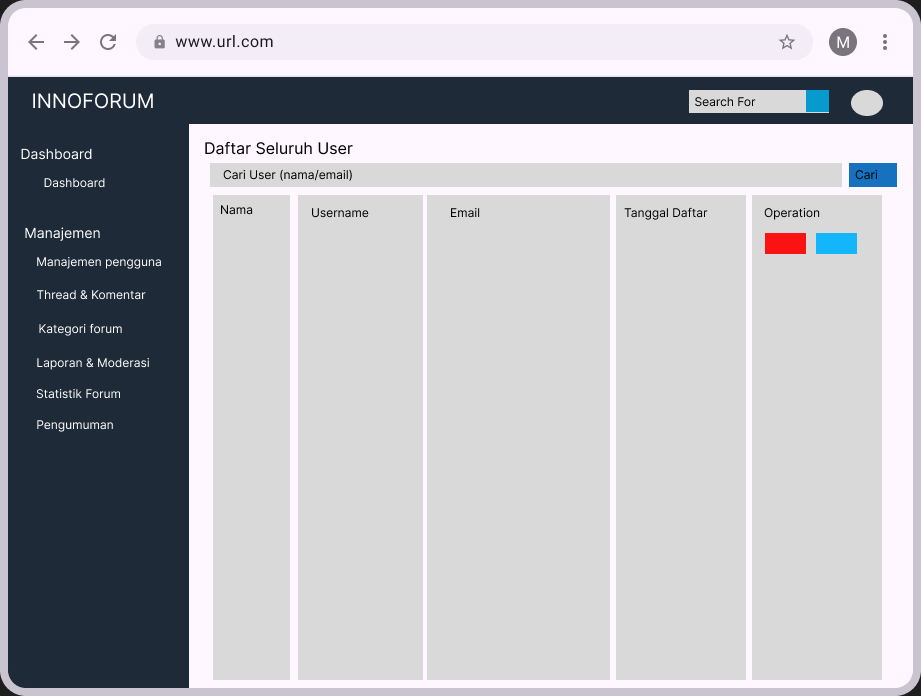 www.url.com
M
INNOFORUM
Search For
Dashboard
Dashboard
Manajemen
Manajemen pengguna
Thread & Komentar
Kategori forum
Laporan & Moderasi
Statistik Forum
Pengumuman
Daftar Seluruh User
Cari User (nama/email)
Cari
Nama
Username
Email
Tanggal Daftar
Operation